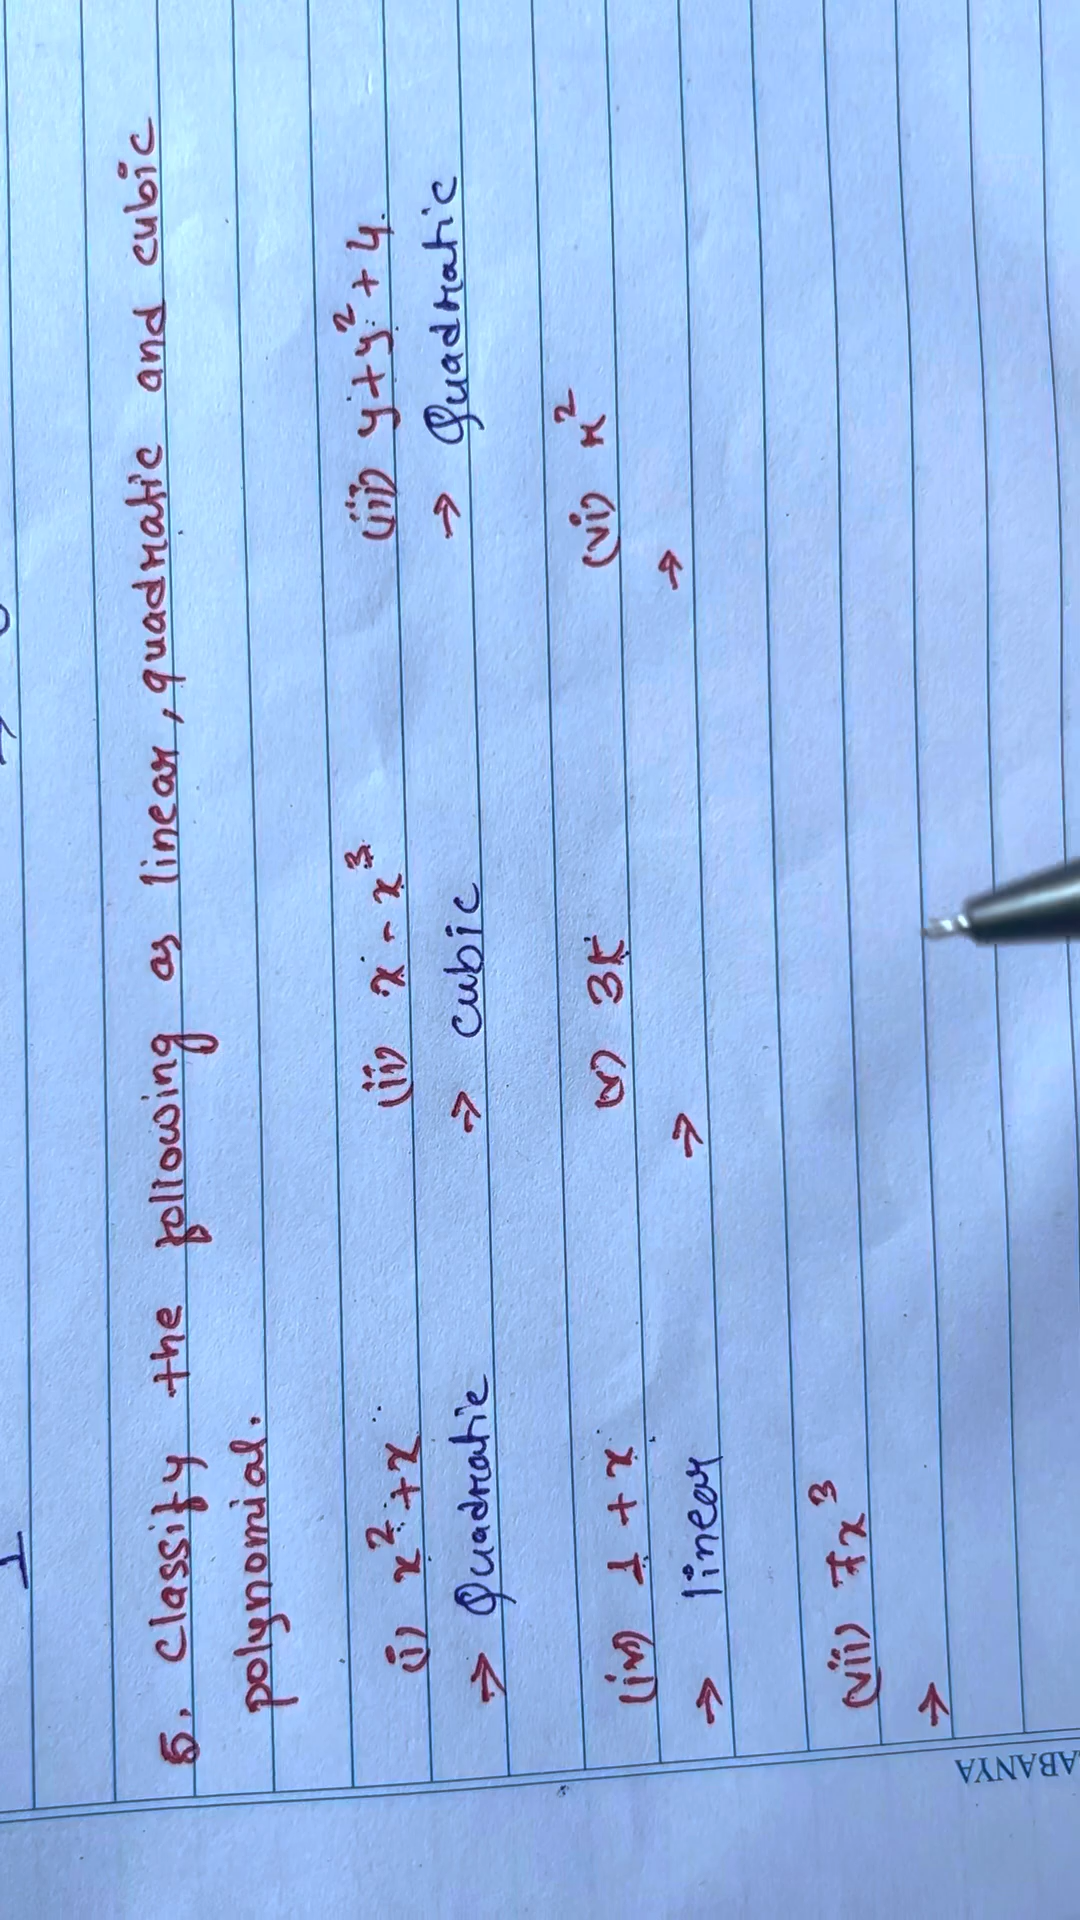 5. Classify the following as linear, quadratic and cubic
polynomial.
(i) x² + x (ii) x - x³ (iii) y + y² + 4.
→ Quadratic → cubic → Quadratic
(iv) 1 + x (v) 3t (vi) r²
→ linear → →
(vii) 7x³
→
ABANYA